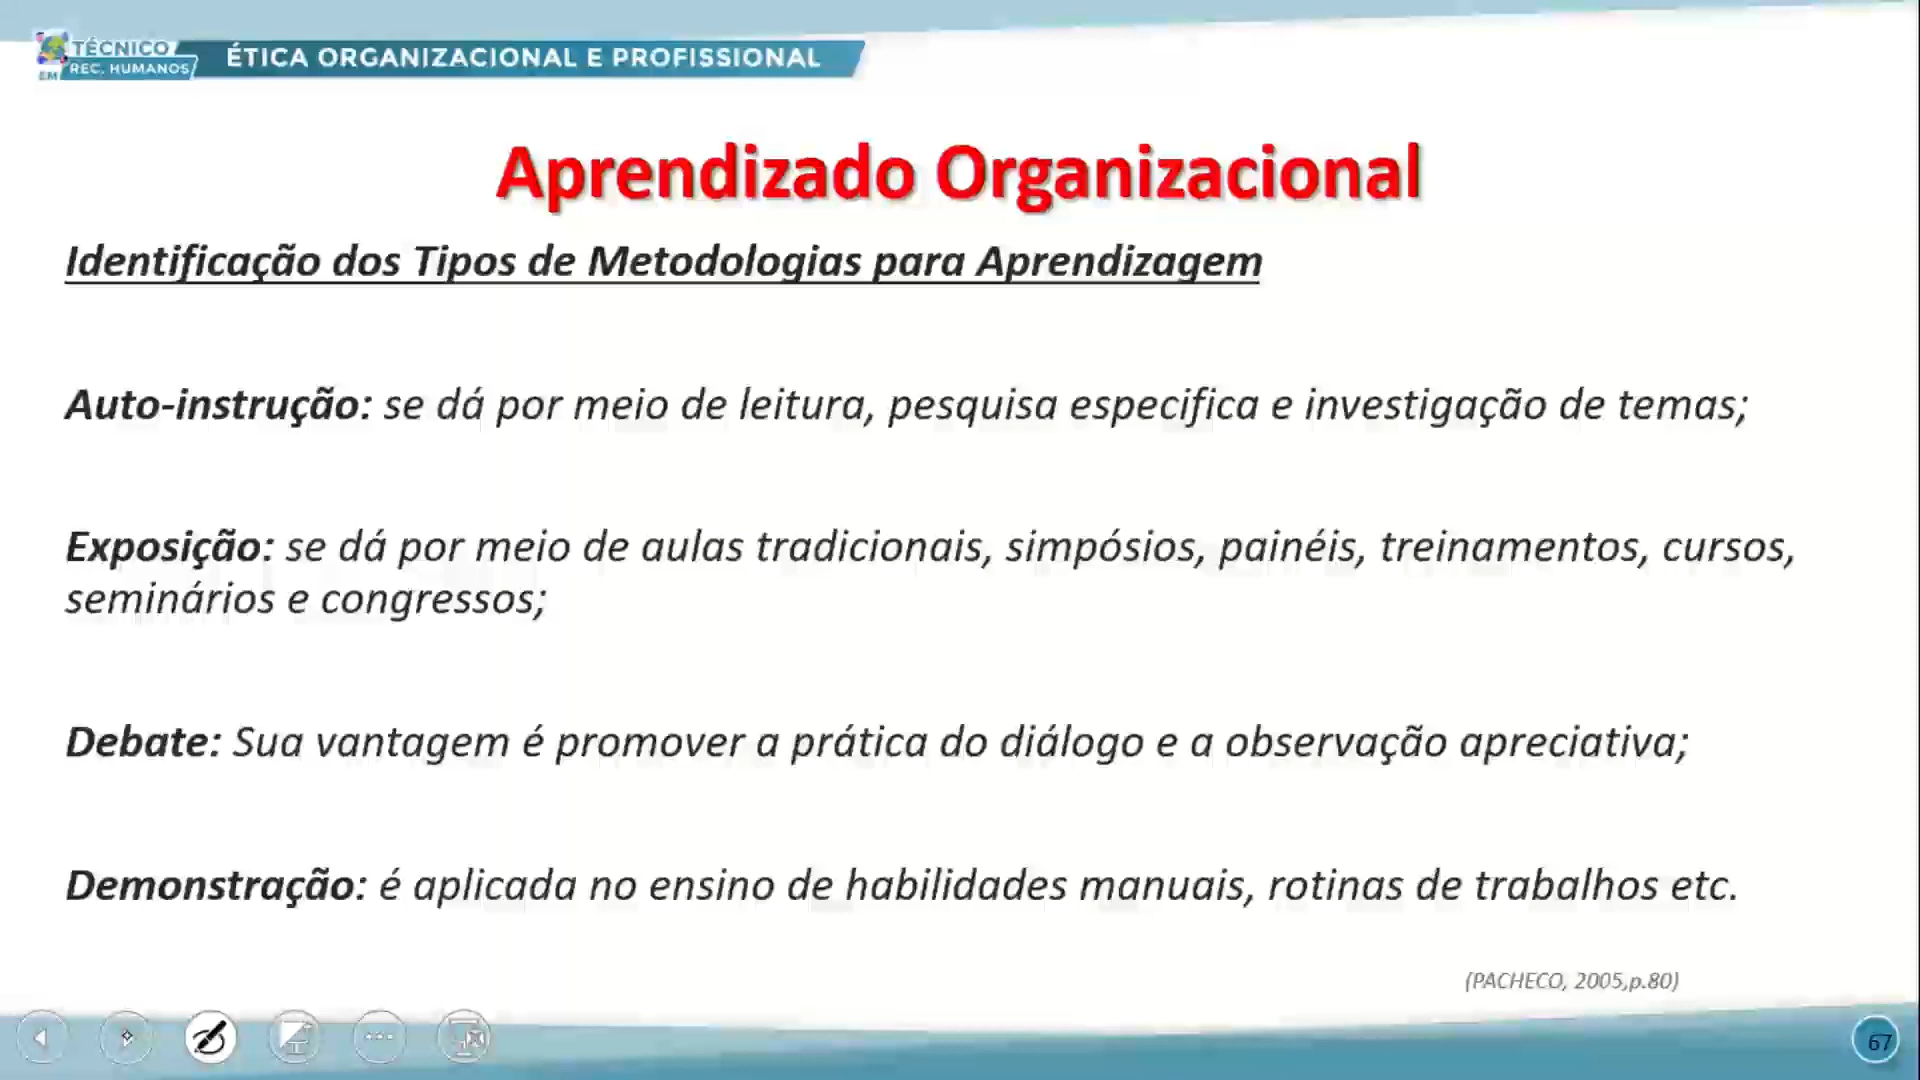 TÉCNICO
EM REC. HUMANOS
ÉTICA ORGANIZACIONAL E PROFISSIONAL
Aprendizado Organizacional
Identificação dos Tipos de Metodologias para Aprendizagem
Auto-instrução: se dá por meio de leitura, pesquisa especifica e investigação de temas;
Exposição: se dá por meio de aulas tradicionais, simpósios, painéis, treinamentos, cursos,
seminários e congressos;
Debate: Sua vantagem é promover a prática do diálogo e a observação apreciativa;
Demonstração: é aplicada no ensino de habilidades manuais, rotinas de trabalhos etc.
(PACHECO, 2005,p.80)
67